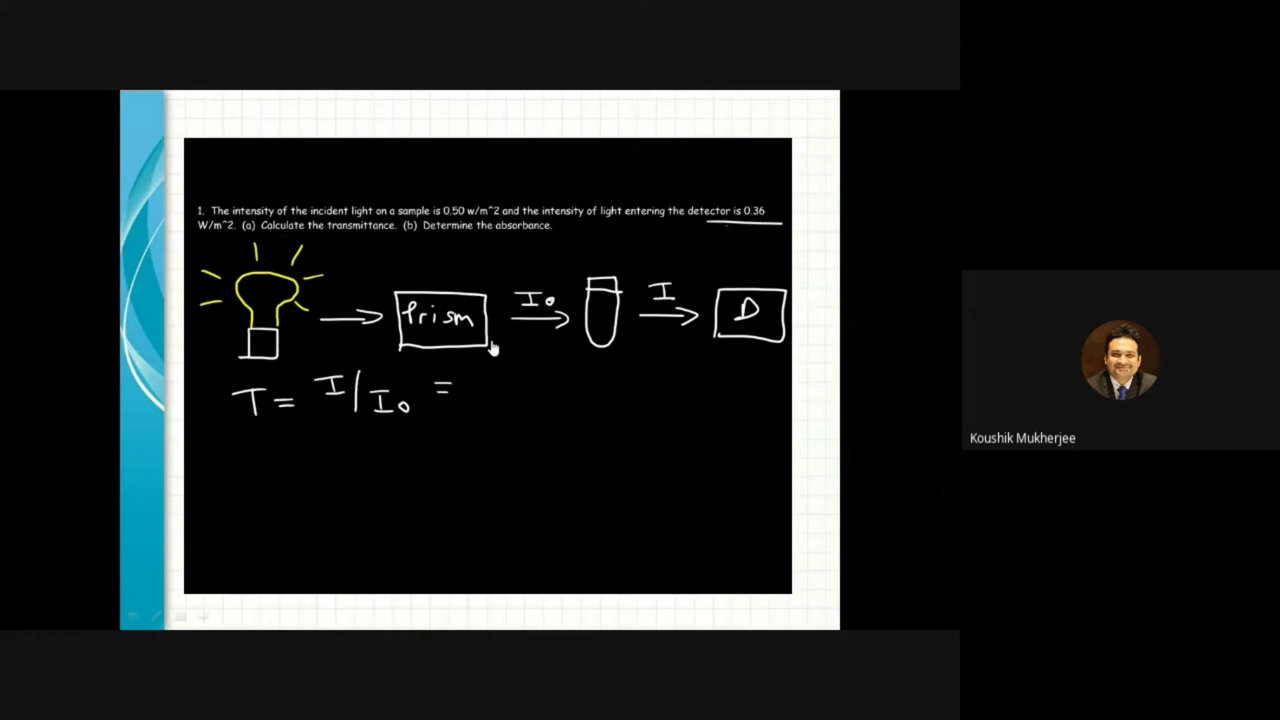 1. The intensity of the incident light on a sample is 0.50 w/m^2 and the intensity of light entering the detector is 0.36
W/m^2. (a) Calculate the transmittance. (b) Determine the absorbance.
Prism I₀ I D
T = I/I₀ =
Koushik Mukherjee